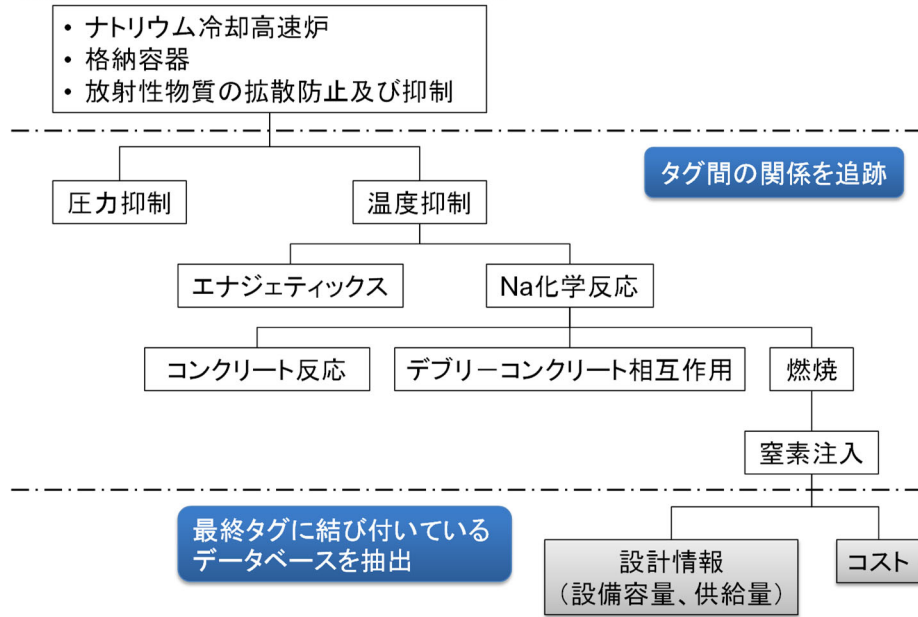 ・ナトリウム冷却高速炉
・格納容器
・放射性物質の拡散防止及び抑制
タグ間の関係を追跡
圧力抑制
温度抑制
エナジェティックス
Na化学反応
コンクリート反応
デブリーコンクリート相互作用
燃焼
窒素注入
最終タグに結び付いている
データベースを抽出
設計情報
（設備容量、供給量）
コスト